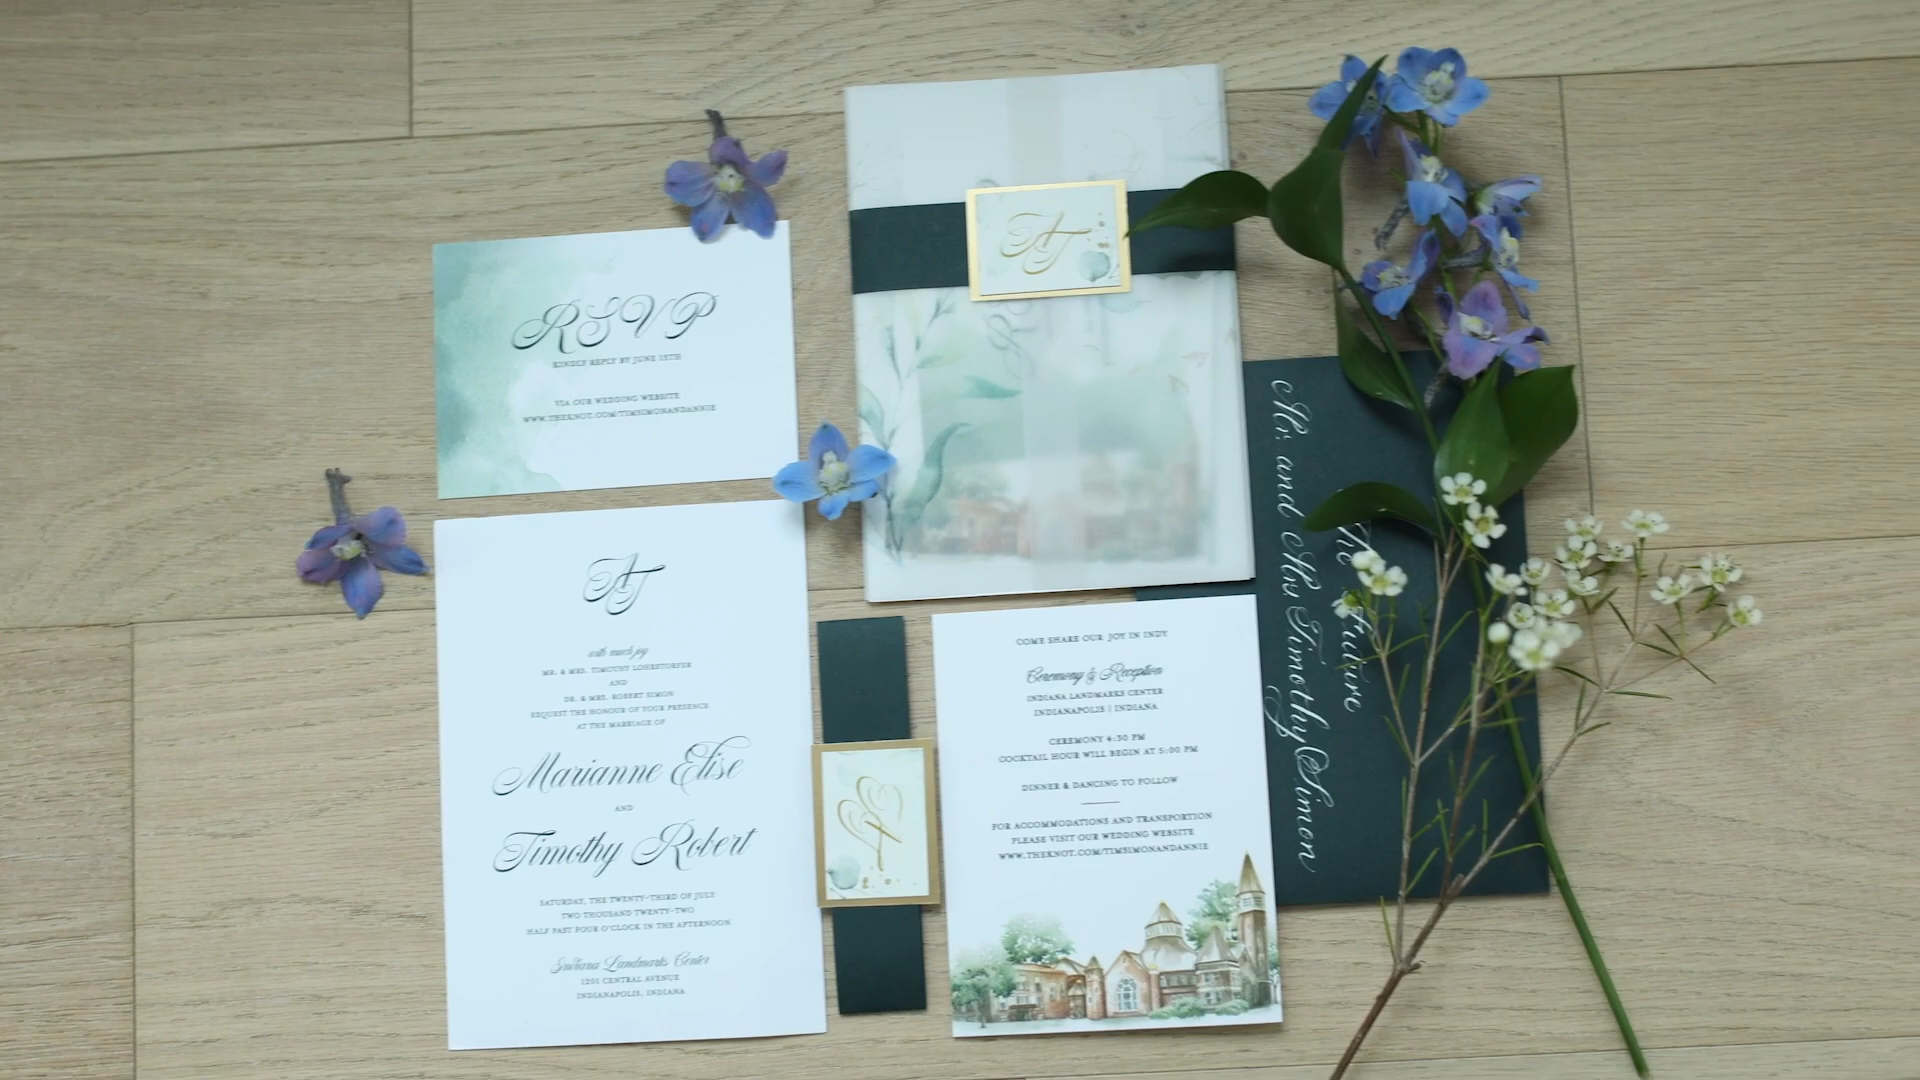 RSVP
KINDLY REPLY BY JUNE 15TH
VIA OUR WEDDING WEBSITE
WWW.THEKNOT.COM/TIMSIMONANDANNIE
AT
with much joy
MR. & MRS. TIMOTHY LOHRSTORFER
AND
DR. & MRS. ROBERT SIMON
REQUEST THE HONOUR OF YOUR PRESENCE
AT THE MARRIAGE OF
Marianne Elise
AND
Timothy Robert
SATURDAY, THE TWENTY-THIRD OF JULY
TWO THOUSAND TWENTY-TWO
HALF PAST FOUR O'CLOCK IN THE AFTERNOON
Indiana Landmarks Center
1201 CENTRAL AVENUE
INDIANAPOLIS, INDIANA
AT
AT
COME SHARE OUR JOY IN INDY
Ceremony & Reception
INDIANA LANDMARKS CENTER
INDIANAPOLIS | INDIANA
CEREMONY 4:30 PM
COCKTAIL HOUR WILL BEGIN AT 5:00 PM
DINNER & DANCING TO FOLLOW
FOR ACCOMMODATIONS AND TRANSPORTION
PLEASE VISIT OUR WEDDING WEBSITE
WWW.THEKNOT.COM/TIMSIMONANDANNIE
The Future
Mr. and Mrs Timothy Simon